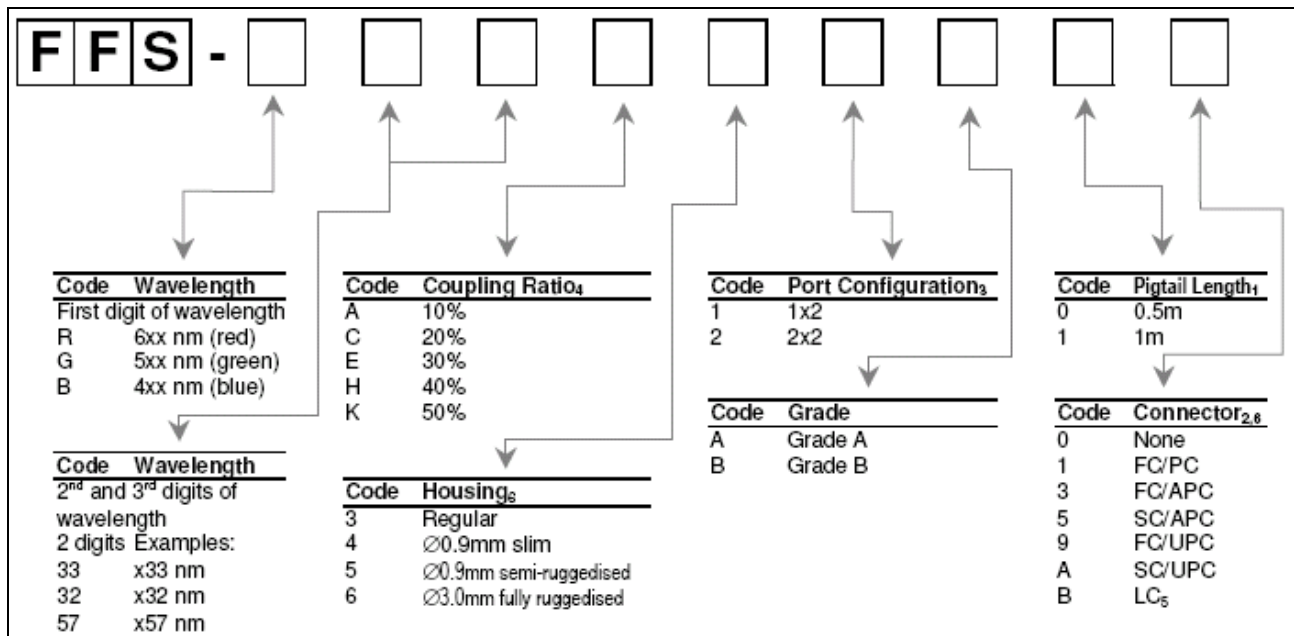 FFS -
Code Wavelength
First digit of wavelength
R 6xx nm (red)
G 5xx nm (green)
B 4xx nm (blue)
Code Wavelength
2nd and 3rd digits of
wavelength
2 digits Examples:
33 x33 nm
32 x32 nm
57 x57 nm
Code Coupling Ratio4
A 10%
C 20%
E 30%
H 40%
K 50%
Code Housing6
3 Regular
4 ∅0.9mm slim
5 ∅0.9mm semi-ruggedised
6 ∅3.0mm fully ruggedised
Code Port Configuration3
1 1x2
2 2x2
Code Grade
A Grade A
B Grade B
Code Pigtail Length1
0 0.5m
1 1m
Code Connector2,6
0 None
1 FC/PC
3 FC/APC
5 SC/APC
9 FC/UPC
A SC/UPC
B LC5